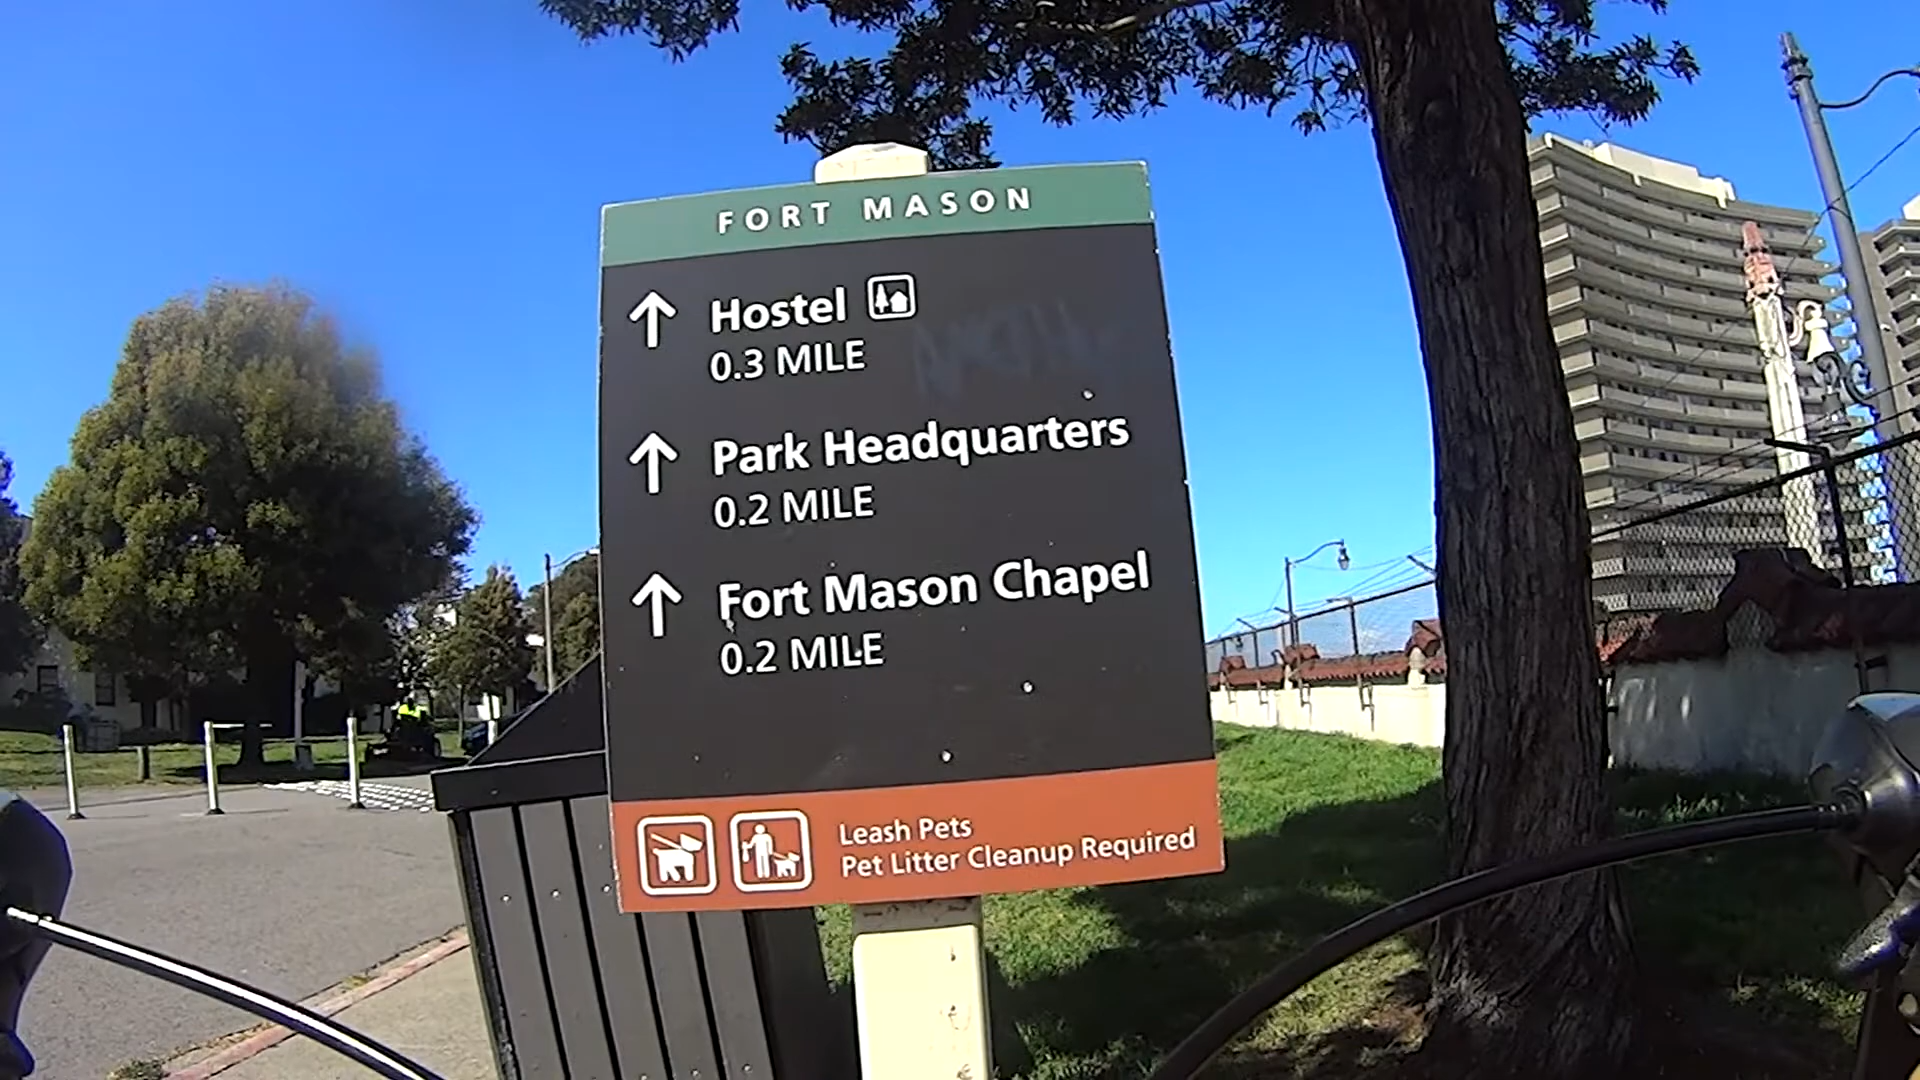 FORT MASON
Hostel
0.3 MILE
Park Headquarters
0.2 MILE
Fort Mason Chapel
0.2 MILE
Leash Pets
Pet Litter Cleanup Required